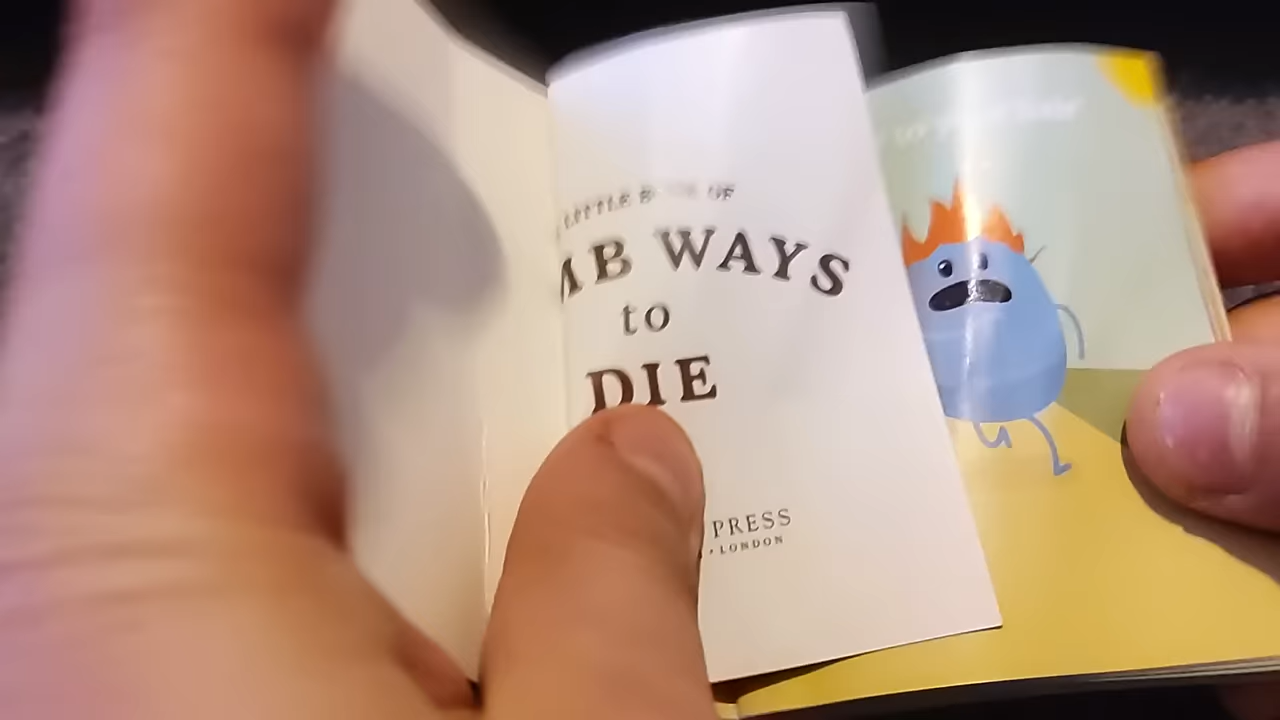 LITTLE BOOK OF
MB WAYS
to
DIE
PRESS
• LONDON